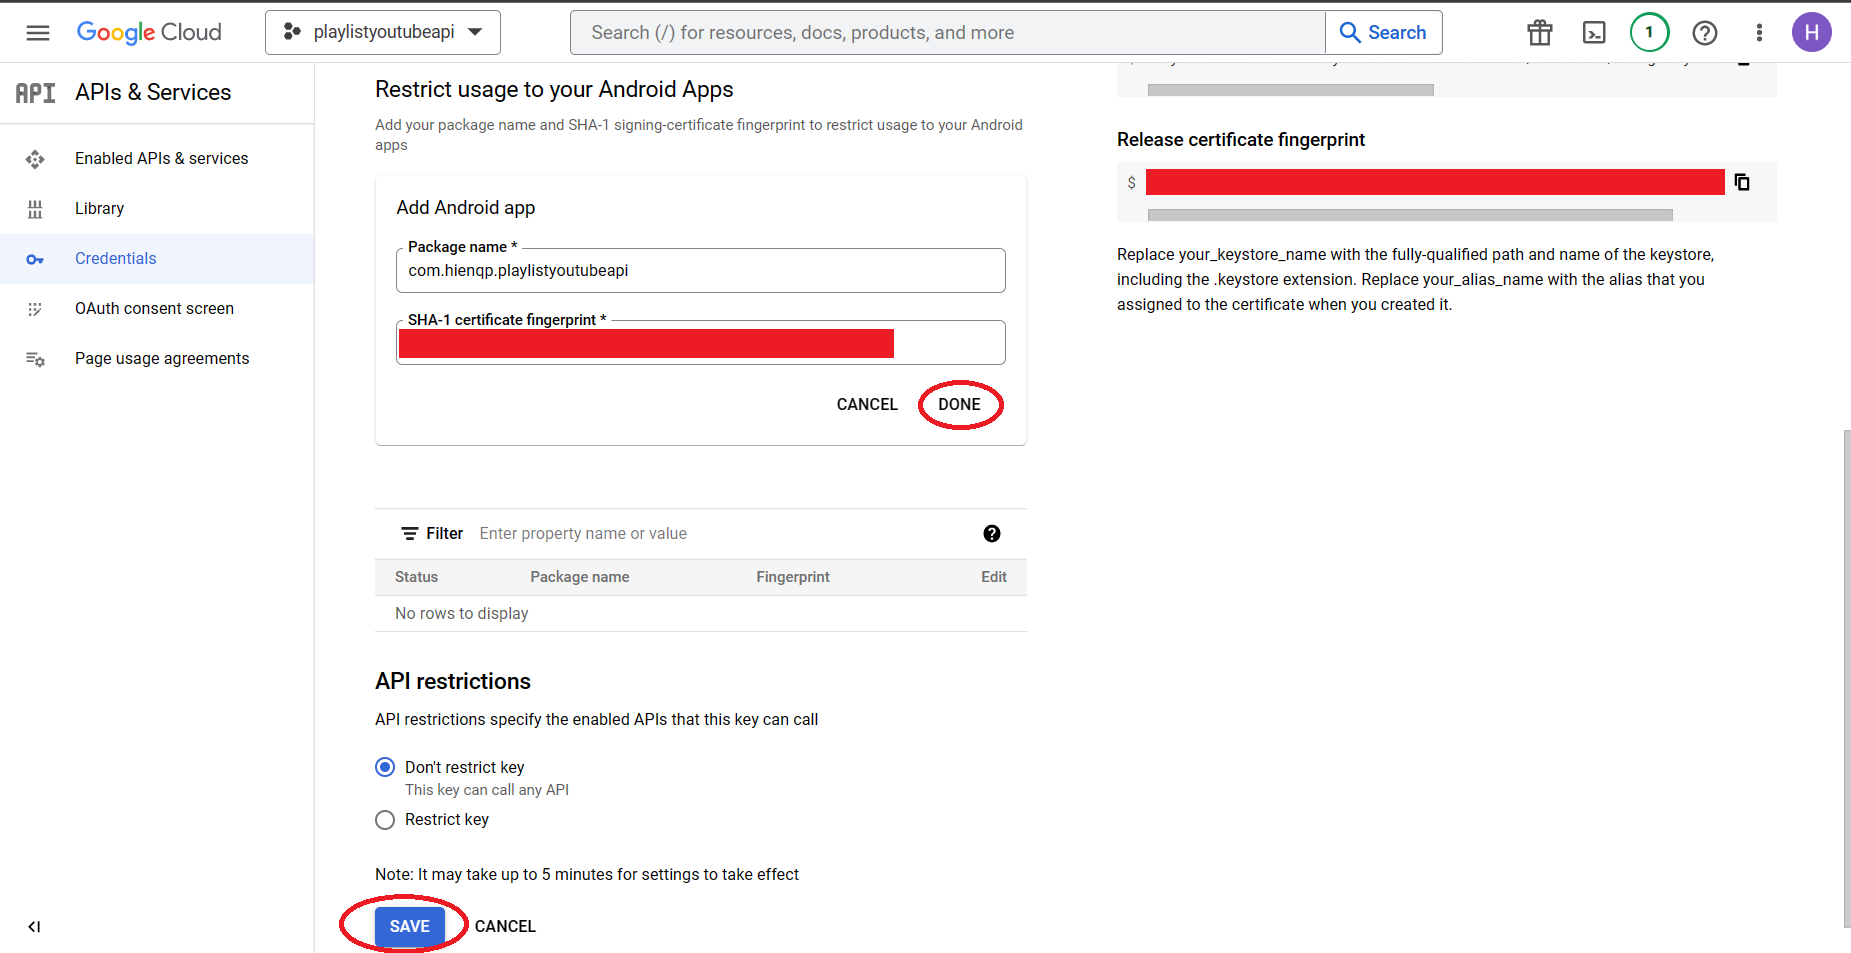 Google Cloud
playlistyoutubeapi
Search (/) for resources, docs, products, and more
Search
1
H
API
APIs & Services
Enabled APIs & services
Library
Credentials
OAuth consent screen
Page usage agreements
Restrict usage to your Android Apps
Add your package name and SHA-1 signing-certificate fingerprint to restrict usage to your Android
apps
Add Android app
Package name *
com.hienqp.playlistyoutubeapi
SHA-1 certificate fingerprint *
CANCEL
DONE
Filter
Enter property name or value
Status
Package name
Fingerprint
Edit
No rows to display
API restrictions
API restrictions specify the enabled APIs that this key can call
Don't restrict key
This key can call any API
Restrict key
Note: It may take up to 5 minutes for settings to take effect
SAVE
CANCEL
Release certificate fingerprint
$
Replace your_keystore_name with the fully-qualified path and name of the keystore,
including the .keystore extension. Replace your_alias_name with the alias that you
assigned to the certificate when you created it.